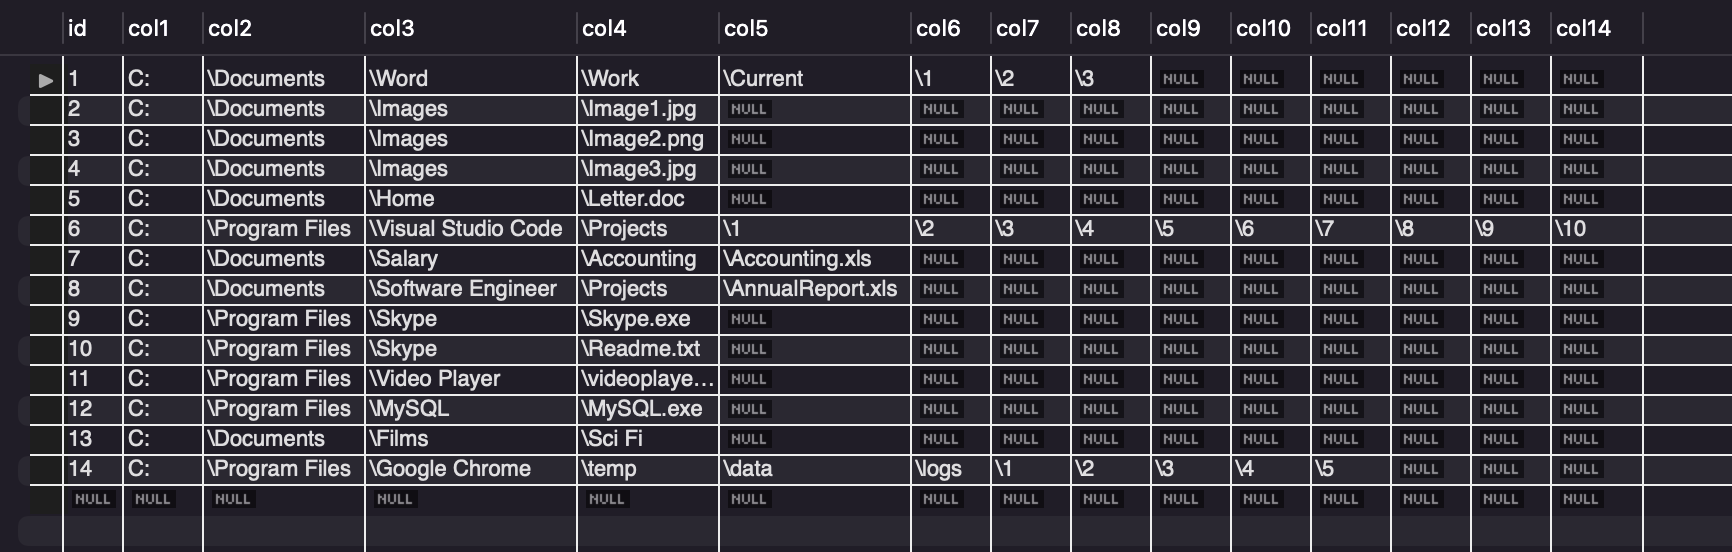 id col1 col2 col3 col4 col5 col6 col7 col8 col9 col10 col11 col12 col13 col14
1 C: \Documents \Word \Work \Current \1 \2 \3 NULL NULL NULL NULL NULL NULL
2 C: \Documents \Images \Image1.jpg NULL NULL NULL NULL NULL NULL NULL NULL NULL NULL
3 C: \Documents \Images \Image2.png NULL NULL NULL NULL NULL NULL NULL NULL NULL NULL
4 C: \Documents \Images \Image3.jpg NULL NULL NULL NULL NULL NULL NULL NULL NULL NULL
5 C: \Documents \Home \Letter.doc NULL NULL NULL NULL NULL NULL NULL NULL NULL NULL
6 C: \Program Files \Visual Studio Code \Projects \1 \2 \3 \4 \5 \6 \7 \8 \9 \10
7 C: \Documents \Salary \Accounting \Accounting.xls NULL NULL NULL NULL NULL NULL NULL NULL NULL
8 C: \Documents \Software Engineer \Projects \AnnualReport.xls NULL NULL NULL NULL NULL NULL NULL NULL NULL
9 C: \Program Files \Skype \Skype.exe NULL NULL NULL NULL NULL NULL NULL NULL NULL NULL
10 C: \Program Files \Skype \Readme.txt NULL NULL NULL NULL NULL NULL NULL NULL NULL NULL
11 C: \Program Files \Video Player \videoplaye... NULL NULL NULL NULL NULL NULL NULL NULL NULL NULL
12 C: \Program Files \MySQL \MySQL.exe NULL NULL NULL NULL NULL NULL NULL NULL NULL NULL
13 C: \Documents \Films \Sci Fi NULL NULL NULL NULL NULL NULL NULL NULL NULL NULL
14 C: \Program Files \Google Chrome \temp \data \logs \1 \2 \3 \4 \5 NULL NULL NULL
NULL NULL NULL NULL NULL NULL NULL NULL NULL NULL NULL NULL NULL NULL NULL